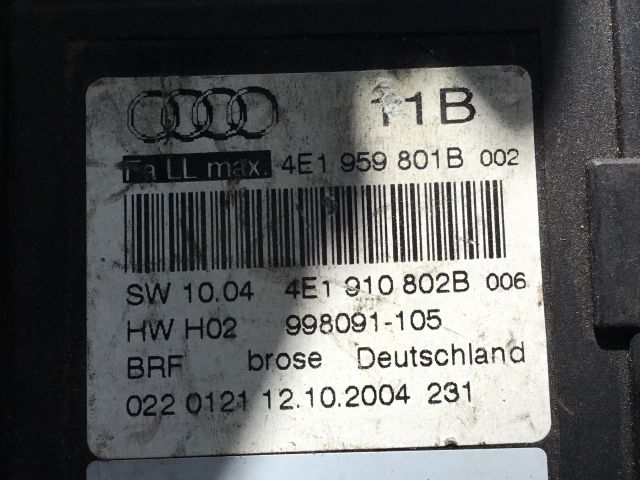 11B
Fa LL max. 4E1 959 801B 002
SW 10.04 4E1 910 802B 006
HW H02 998091-105
BRF brose Deutschland
022 0121 12.10.2004 231